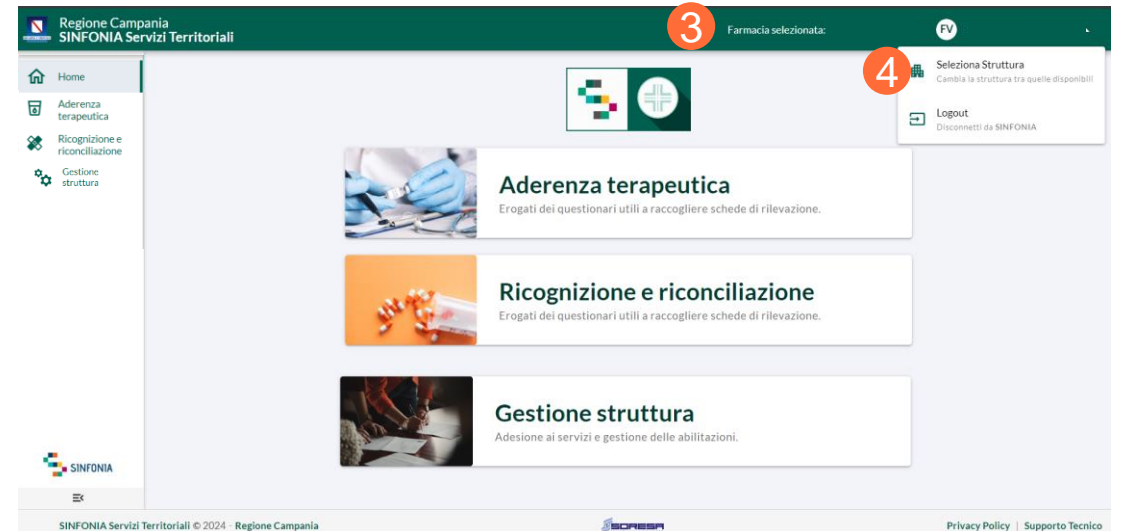 Regione Campania
SINFONIA Servizi Territoriali
3
Farmacia selezionata:
FV
4
Seleziona Struttura
Cambia la struttura tra quelle disponibili
Logout
Disconnetti da SINFONIA
Home
Aderenza
terapeutica
Ricognizione e
riconciliazione
Gestione
struttura
Aderenza terapeutica
Erogati dei questionari utili a raccogliere schede di rilevazione.
Ricognizione e riconciliazione
Erogati dei questionari utili a raccogliere schede di rilevazione.
Gestione struttura
Adesione ai servizi e gestione delle abilitazioni.
SINFONIA
SINFONIA Servizi Territoriali © 2024 - Regione Campania
SORESA
Privacy Policy | Supporto Tecnico